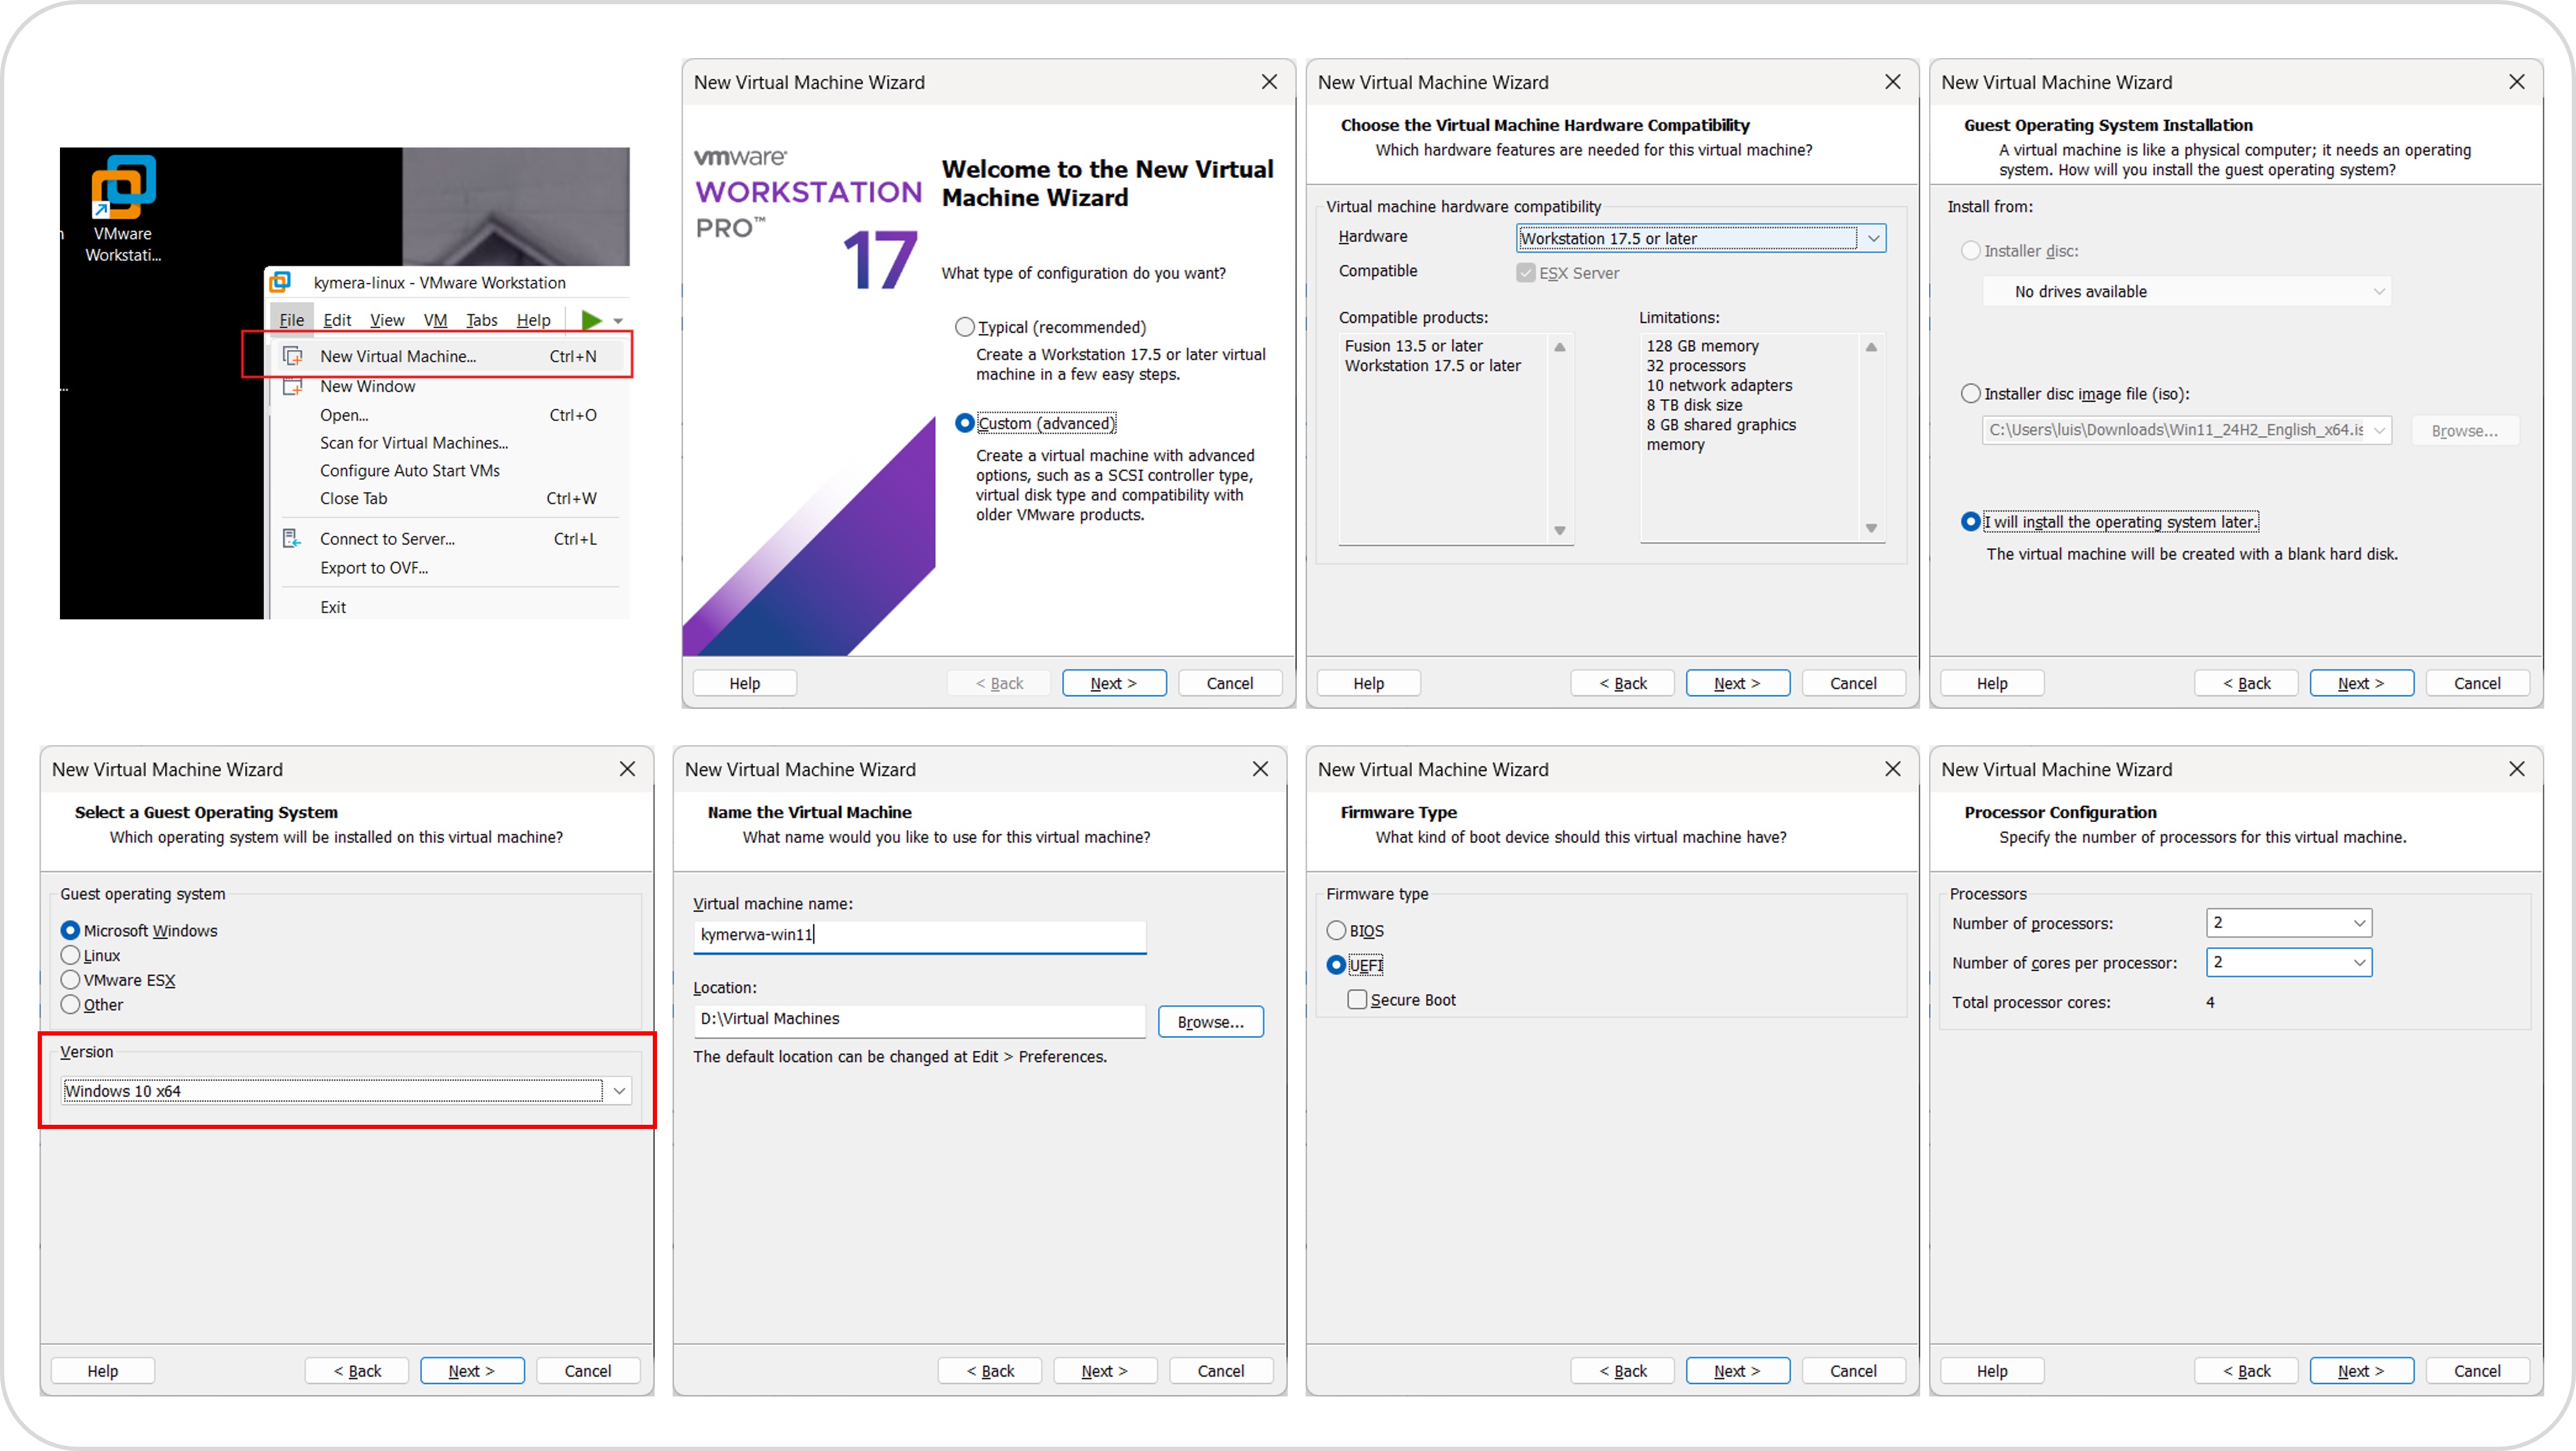 VMware
Workstati...
kymera-linux - VMware Workstation
File Edit View VM Tabs Help
New Virtual Machine... Ctrl+N
New Window
Open... Ctrl+O
Scan for Virtual Machines...
Configure Auto Start VMs
Close Tab Ctrl+W
Connect to Server... Ctrl+L
Export to OVF...
Exit
New Virtual Machine Wizard
vmware®
WORKSTATION
PRO™
17
Welcome to the New Virtual
Machine Wizard
What type of configuration do you want?
Typical (recommended)
Create a Workstation 17.5 or later virtual
machine in a few easy steps.
Custom (advanced)
Create a virtual machine with advanced
options, such as a SCSI controller type,
virtual disk type and compatibility with
older VMware products.
Help < Back Next > Cancel
New Virtual Machine Wizard
Choose the Virtual Machine Hardware Compatibility
Which hardware features are needed for this virtual machine?
Virtual machine hardware compatibility
Hardware Workstation 17.5 or later
Compatible ESX Server
Compatible products:
Fusion 13.5 or later
Workstation 17.5 or later
Limitations:
128 GB memory
32 processors
10 network adapters
8 TB disk size
8 GB shared graphics
memory
Help < Back Next > Cancel
New Virtual Machine Wizard
Guest Operating System Installation
A virtual machine is like a physical computer; it needs an operating
system. How will you install the guest operating system?
Install from:
Installer disc:
No drives available
Installer disc image file (iso):
C:\Users\luis\Downloads\Win11_24H2_English_x64.is Browse...
I will install the operating system later.
The virtual machine will be created with a blank hard disk.
Help < Back Next > Cancel
New Virtual Machine Wizard
Select a Guest Operating System
Which operating system will be installed on this virtual machine?
Guest operating system
Microsoft Windows
Linux
VMware ESX
Other
Version
Windows 10 x64
Help < Back Next > Cancel
New Virtual Machine Wizard
Name the Virtual Machine
What name would you like to use for this virtual machine?
Virtual machine name:
kymerwa-win11
Location:
D:\Virtual Machines Browse...
The default location can be changed at Edit > Preferences.
< Back Next > Cancel
New Virtual Machine Wizard
Firmware Type
What kind of boot device should this virtual machine have?
Firmware type
BIOS
UEFI
Secure Boot
< Back Next > Cancel
New Virtual Machine Wizard
Processor Configuration
Specify the number of processors for this virtual machine.
Processors
Number of processors: 2
Number of cores per processor: 2
Total processor cores: 4
Help < Back Next > Cancel